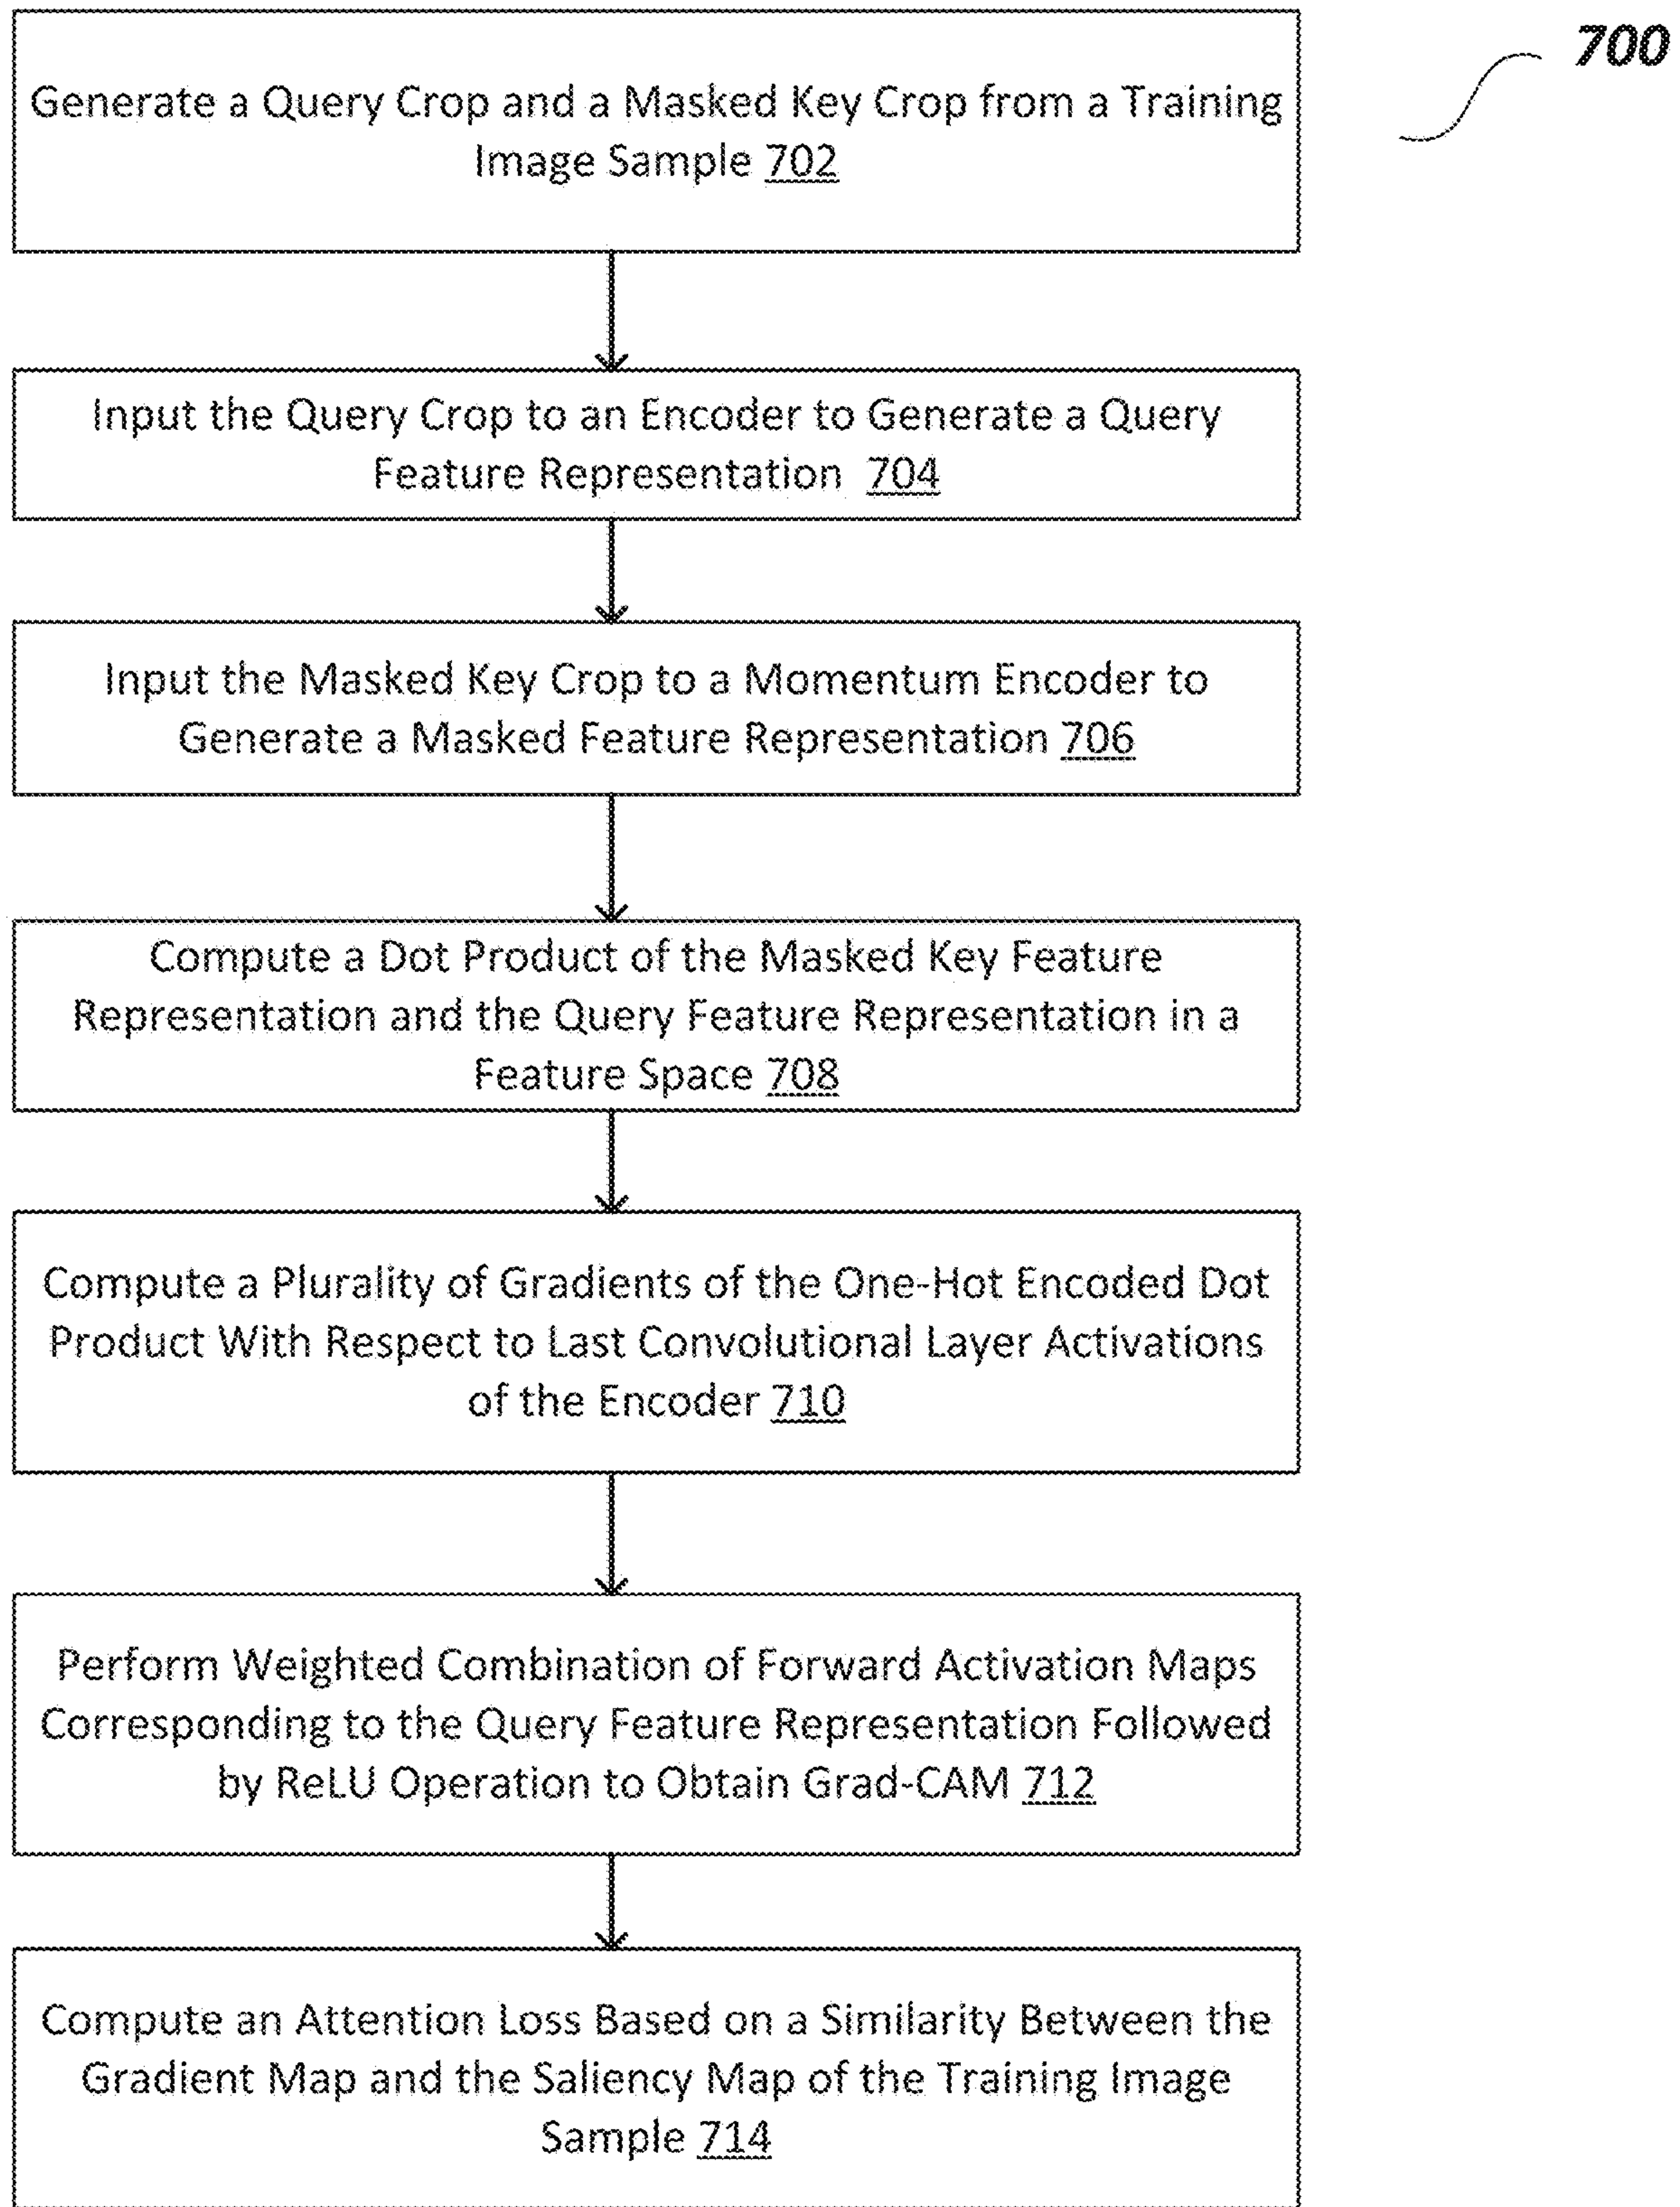 700
Generate a Query Crop and a Masked Key Crop from a Training
Image Sample 702
Input the Query Crop to an Encoder to Generate a Query
Feature Representation 704
Input the Masked Key Crop to a Momentum Encoder to
Generate a Masked Feature Representation 706
Compute a Dot Product of the Masked Key Feature
Representation and the Query Feature Representation in a
Feature Space 708
Compute a Plurality of Gradients of the One-Hot Encoded Dot
Product With Respect to Last Convolutional Layer Activations
of the Encoder 710
Perform Weighted Combination of Forward Activation Maps
Corresponding to the Query Feature Representation Followed
by ReLU Operation to Obtain Grad-CAM 712
Compute an Attention Loss Based on a Similarity Between the
Gradient Map and the Saliency Map of the Training Image
Sample 714